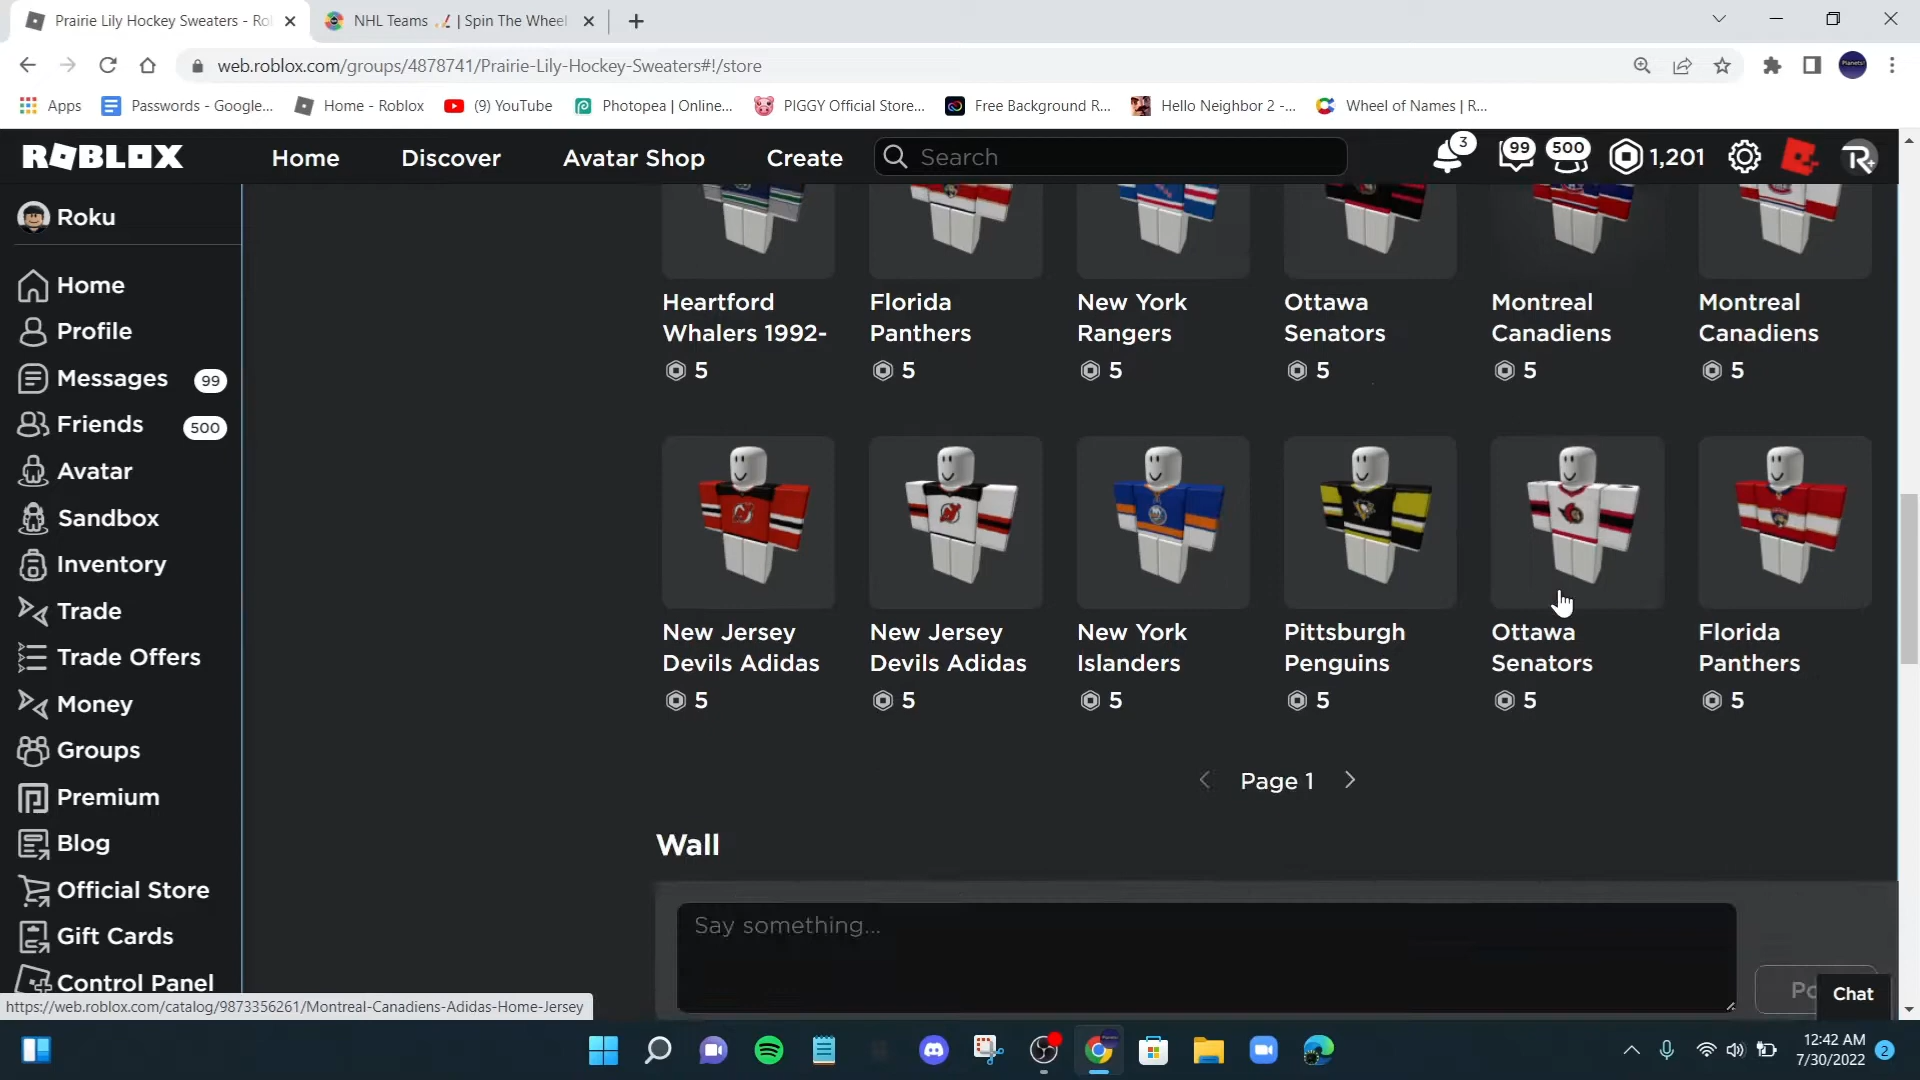 Prairie Lily Hockey Sweaters - Ro
NHL Teams | Spin The Wheel
web.roblox.com/groups/4878741/Prairie-Lily-Hockey-Sweaters#!/store
Apps
Passwords - Google...
Home - Roblox
(9) YouTube
Photopea | Online...
PIGGY Official Store...
Free Background R...
Hello Neighbor 2 -...
Wheel of Names | R...
ROBLOX
Home
Discover
Avatar Shop
Create
Search
3
99
500
1,201
Roku
Home
Profile
Messages 99
Friends 500
Avatar
Sandbox
Inventory
Trade
Trade Offers
Money
Groups
Premium
Blog
Official Store
Gift Cards
Control Panel
Heartford
Whalers 1992-
5
Florida
Panthers
5
New York
Rangers
5
Ottawa
Senators
5
Montreal
Canadiens
5
Montreal
Canadiens
5
New Jersey
Devils Adidas
5
New Jersey
Devils Adidas
5
New York
Islanders
5
Pittsburgh
Penguins
5
Ottawa
Senators
5
Florida
Panthers
5
< Page 1 >
Wall
Say something...
Po
Chat
https://web.roblox.com/catalog/9873356261/Montreal-Canadiens-Adidas-Home-Jersey
12:42 AM
7/30/2022
2